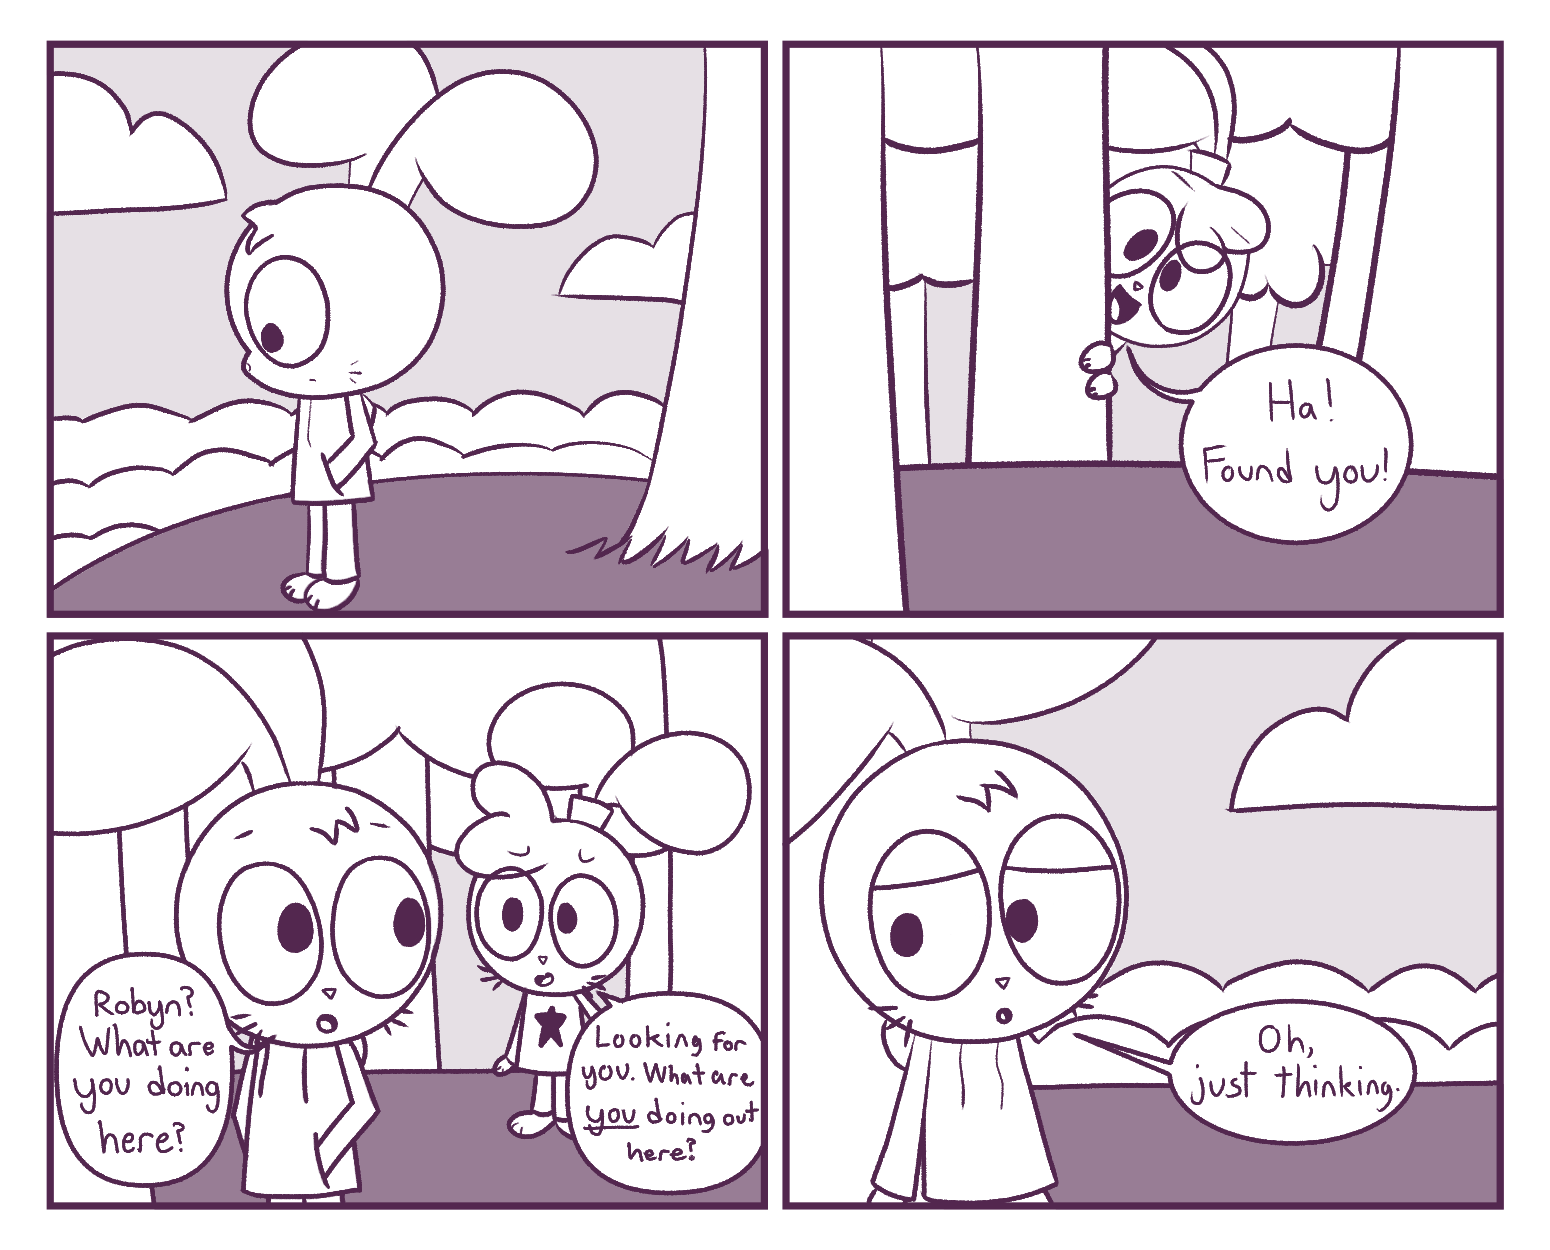 Ha!
Found you!
Robyn?
What are
you doing
here?
Looking for
you. What are
you doing out
here?
Oh,
just thinking.